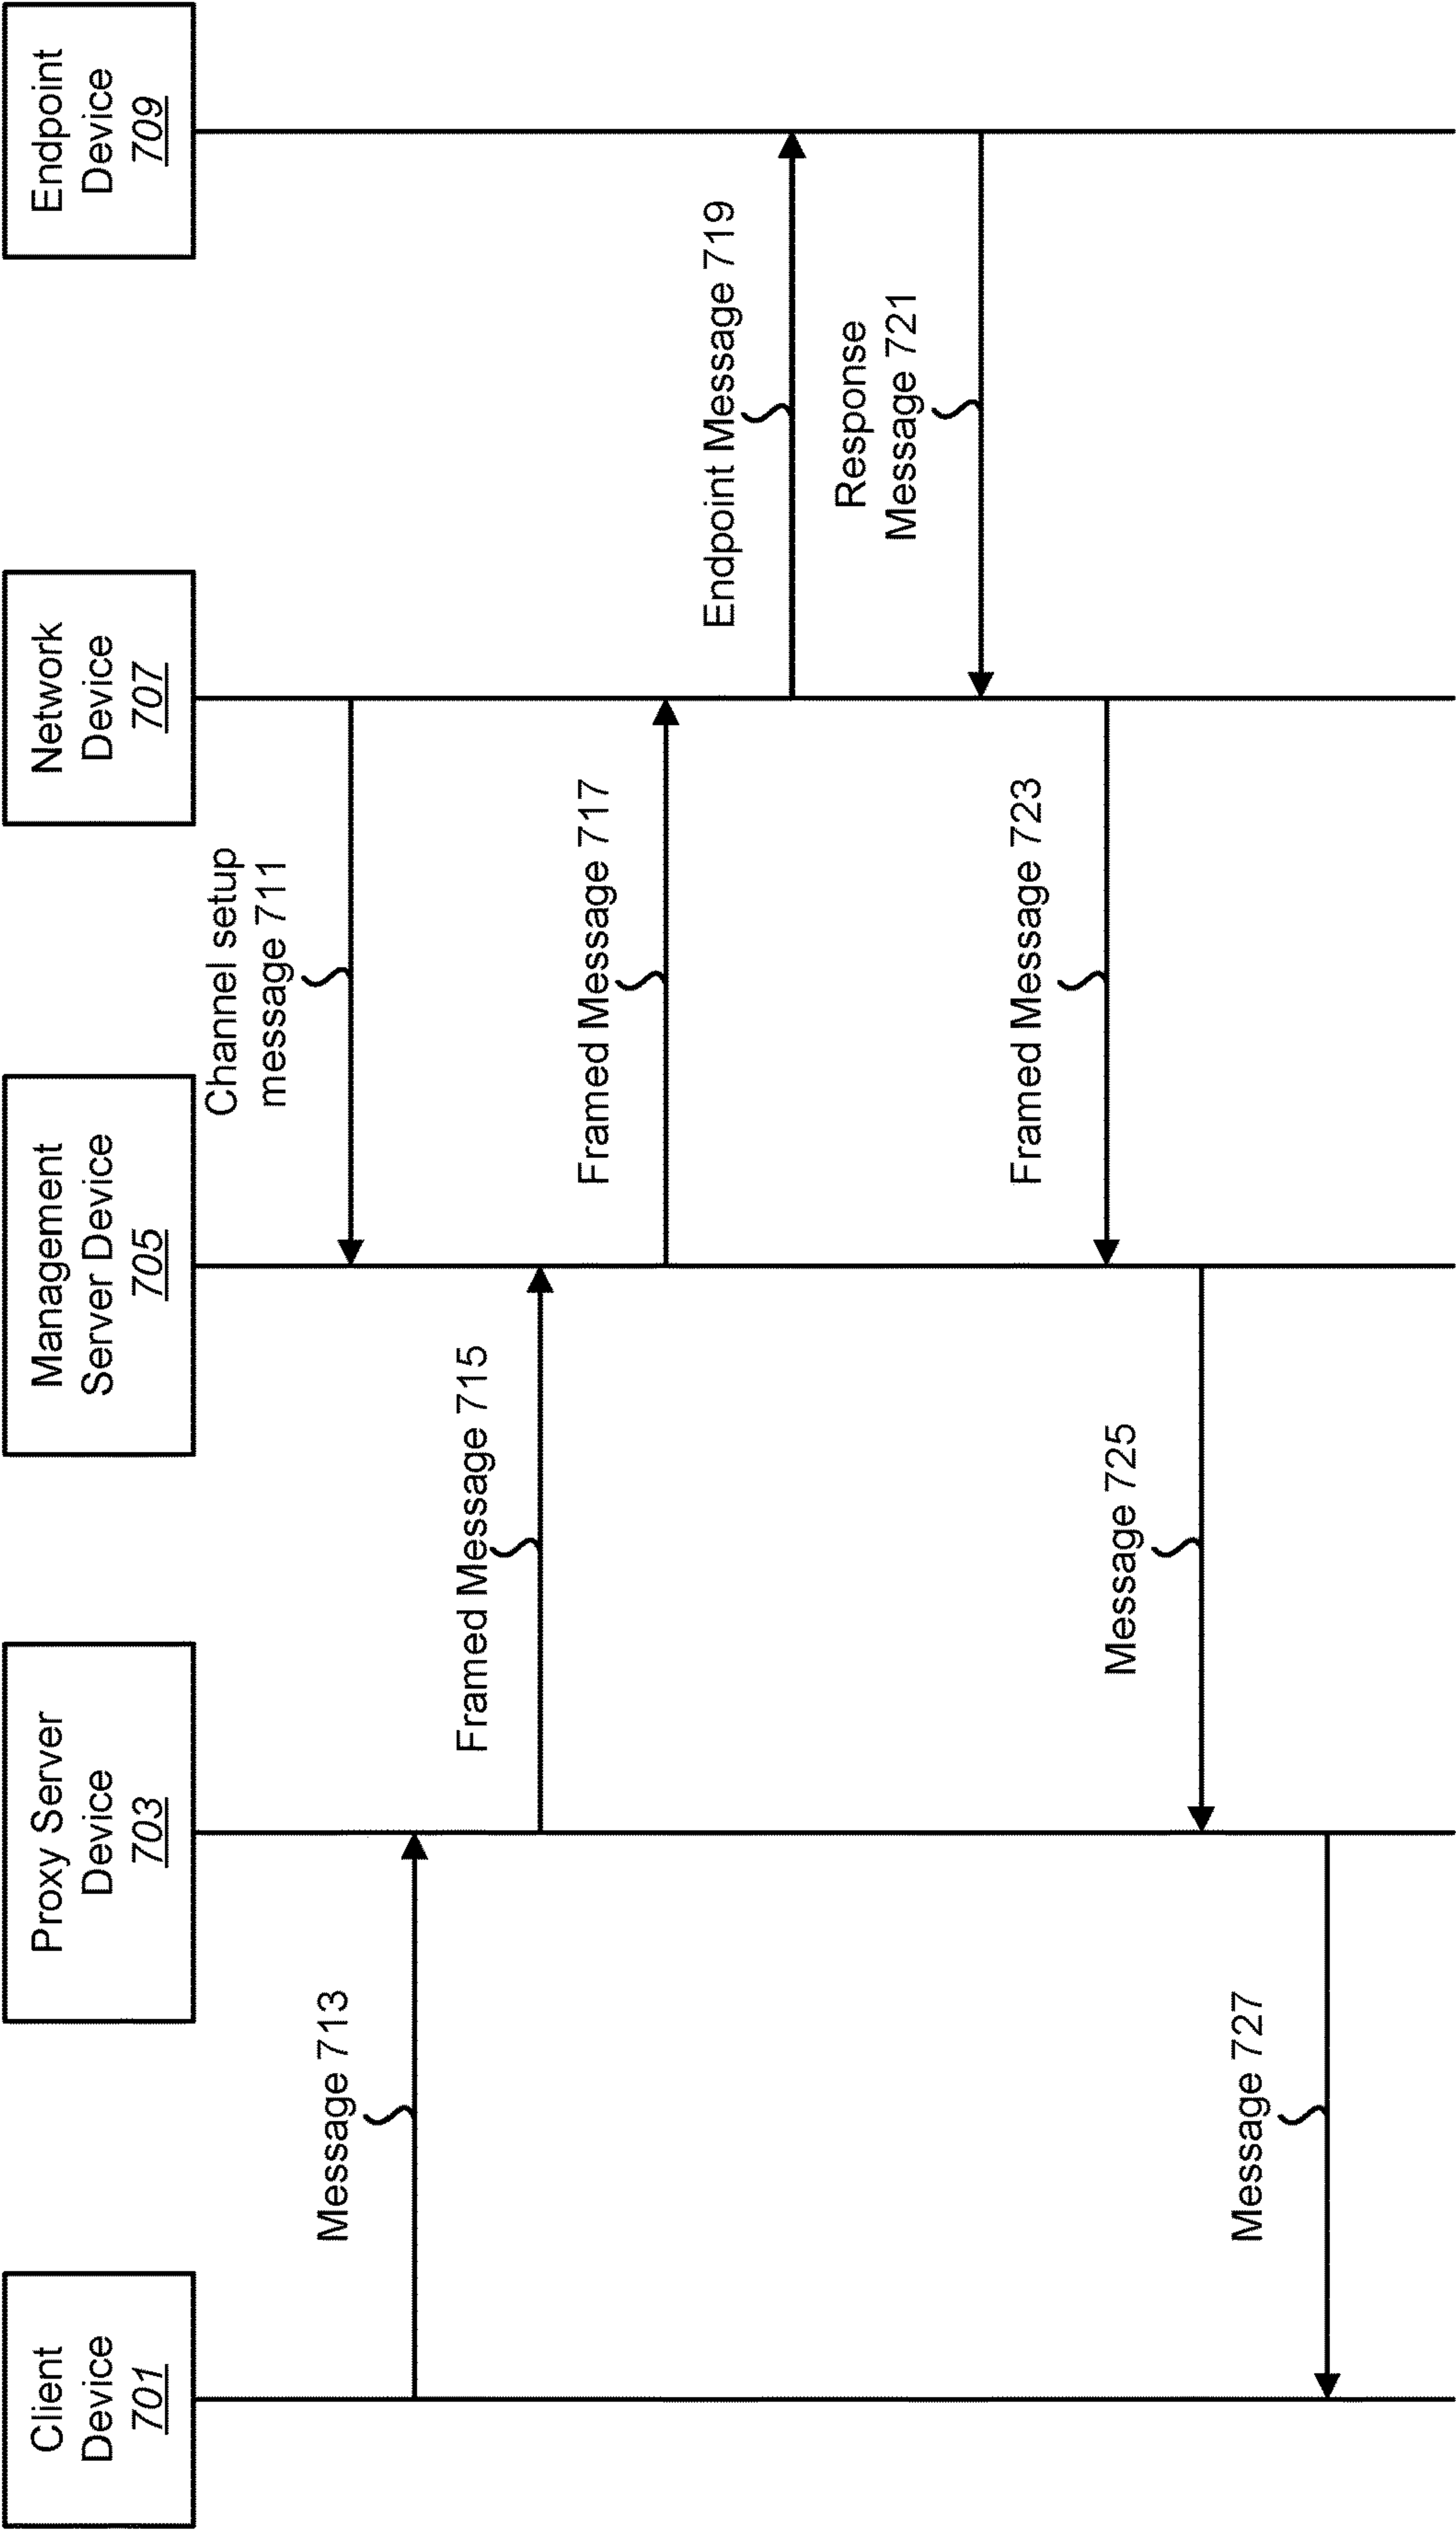 Client
Device
701
Proxy Server
Device
703
Management
Server Device
705
Network
Device
707
Endpoint
Device
709
Channel setup
message 711
Message 713
Framed Message 715
Framed Message 717
Endpoint Message 719
Response
Message 721
Framed Message 723
Message 725
Message 727